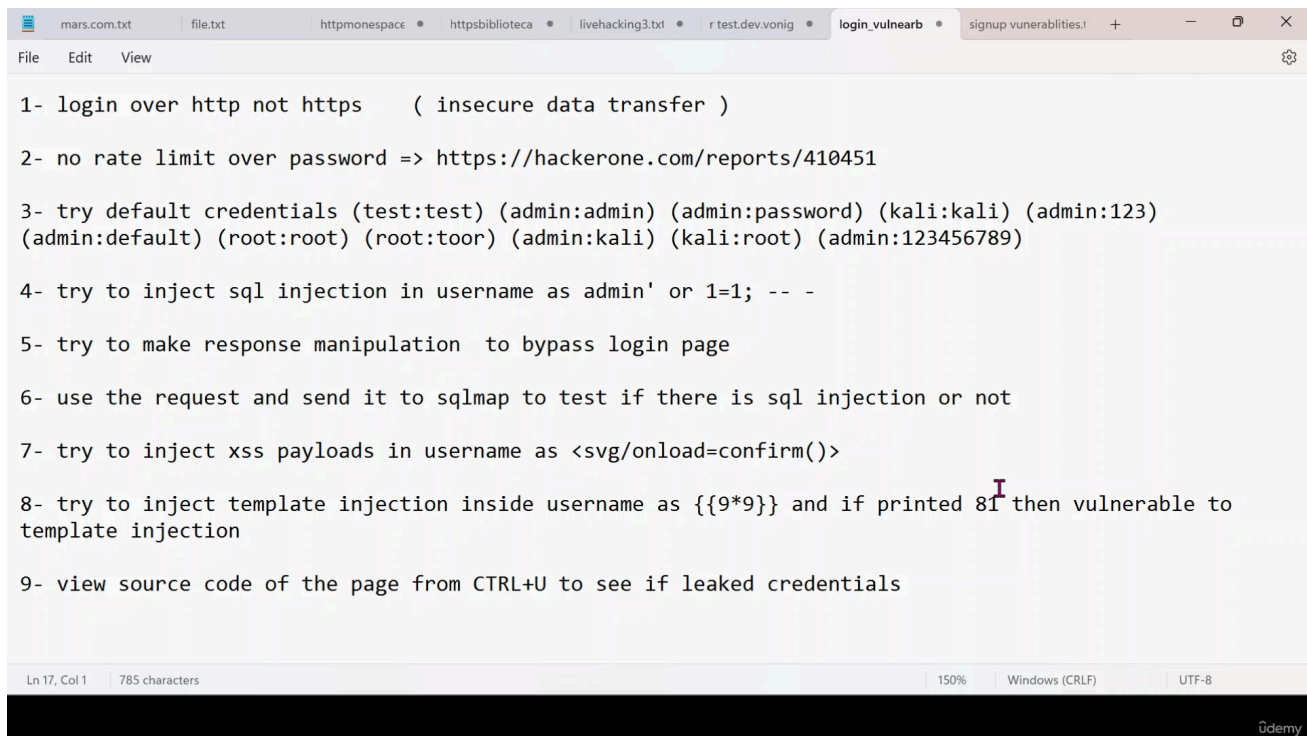 mars.com.txt file.txt httpmonespace httpsbiblioteca livehacking3.txt r test.dev.vonig login_vulnearb signup vunerablities.t
File Edit View
1- login over http not https ( insecure data transfer )
2- no rate limit over password => https://hackerone.com/reports/410451
3- try default credentials (test:test) (admin:admin) (admin:password) (kali:kali) (admin:123)
(admin:default) (root:root) (root:toor) (admin:kali) (kali:root) (admin:123456789)
4- try to inject sql injection in username as admin' or 1=1; -- -
5- try to make response manipulation to bypass login page
6- use the request and send it to sqlmap to test if there is sql injection or not
7- try to inject xss payloads in username as <svg/onload=confirm()>
8- try to inject template injection inside username as {{9*9}} and if printed 81 then vulnerable to
template injection
9- view source code of the page from CTRL+U to see if leaked credentials
Ln 17, Col 1 785 characters 150% Windows (CRLF) UTF-8
ûdemy